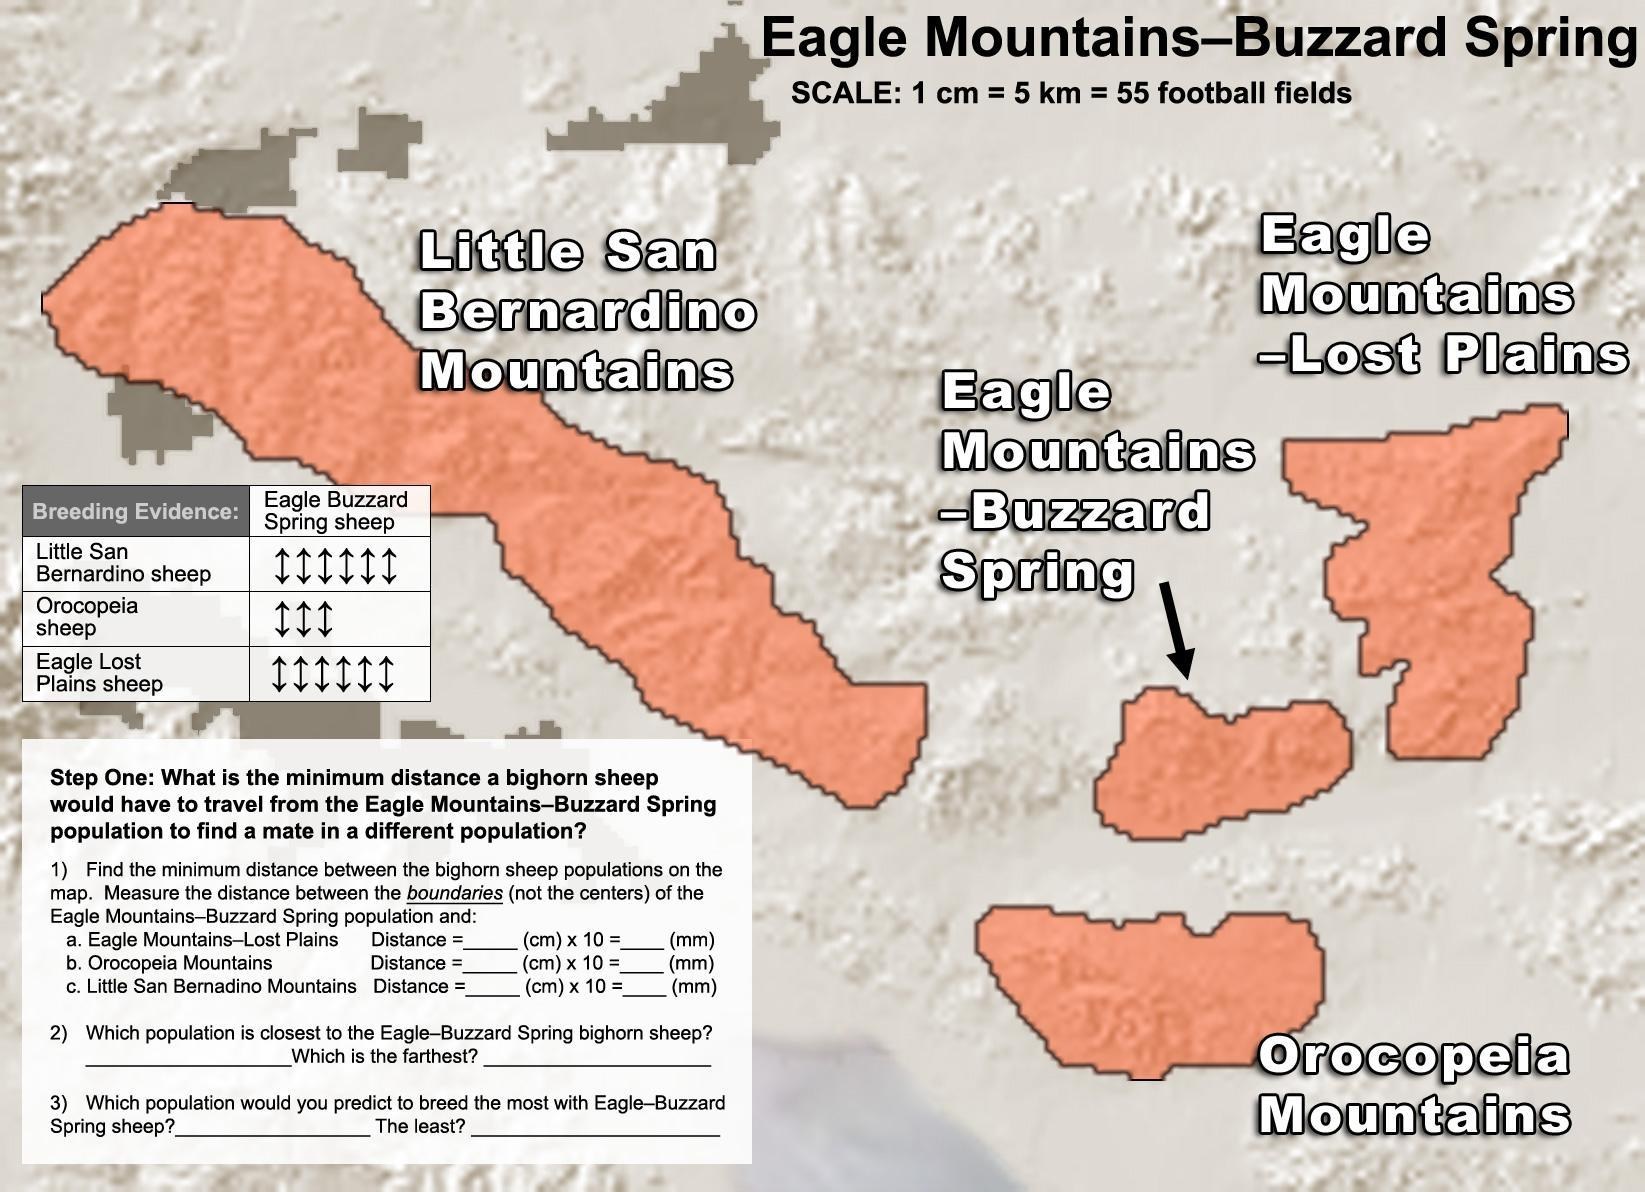 Eagle Mountains–Buzzard Spring
SCALE: 1 cm = 5 km = 55 football fields
Little San
Bernardino
Mountains
Eagle
Mountains
–Lost Plains
Eagle
Mountains
–Buzzard
Spring
Breeding Evidence:
Eagle Buzzard
Spring sheep
Little San
Bernardino sheep
↕↕↕↕↕↕
Orocopeia
sheep
↕↕↕
Eagle Lost
Plains sheep
↕↕↕↕↕↕
Step One: What is the minimum distance a bighorn sheep
would have to travel from the Eagle Mountains–Buzzard Spring
population to find a mate in a different population?
1) Find the minimum distance between the bighorn sheep populations on the
map. Measure the distance between the boundaries (not the centers) of the
Eagle Mountains–Buzzard Spring population and:
a. Eagle Mountains–Lost Plains Distance =_____ (cm) x 10 =____ (mm)
b. Orocopeia Mountains Distance =_____ (cm) x 10 =____ (mm)
c. Little San Bernadino Mountains Distance =_____ (cm) x 10 =____ (mm)
2) Which population is closest to the Eagle–Buzzard Spring bighorn sheep?
___________________Which is the farthest? _____________________
3) Which population would you predict to breed the most with Eagle–Buzzard
Spring sheep?__________________ The least? _______________________
Orocopeia
Mountains